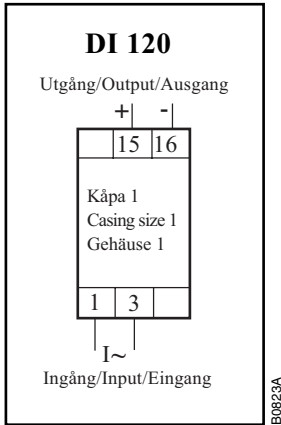 DI 120
Utgång/Output/Ausgang
+ -
15 16
Kåpa 1
Casing size 1
Gehäuse 1
1 3
I~
Ingång/Input/Eingang
B0823A